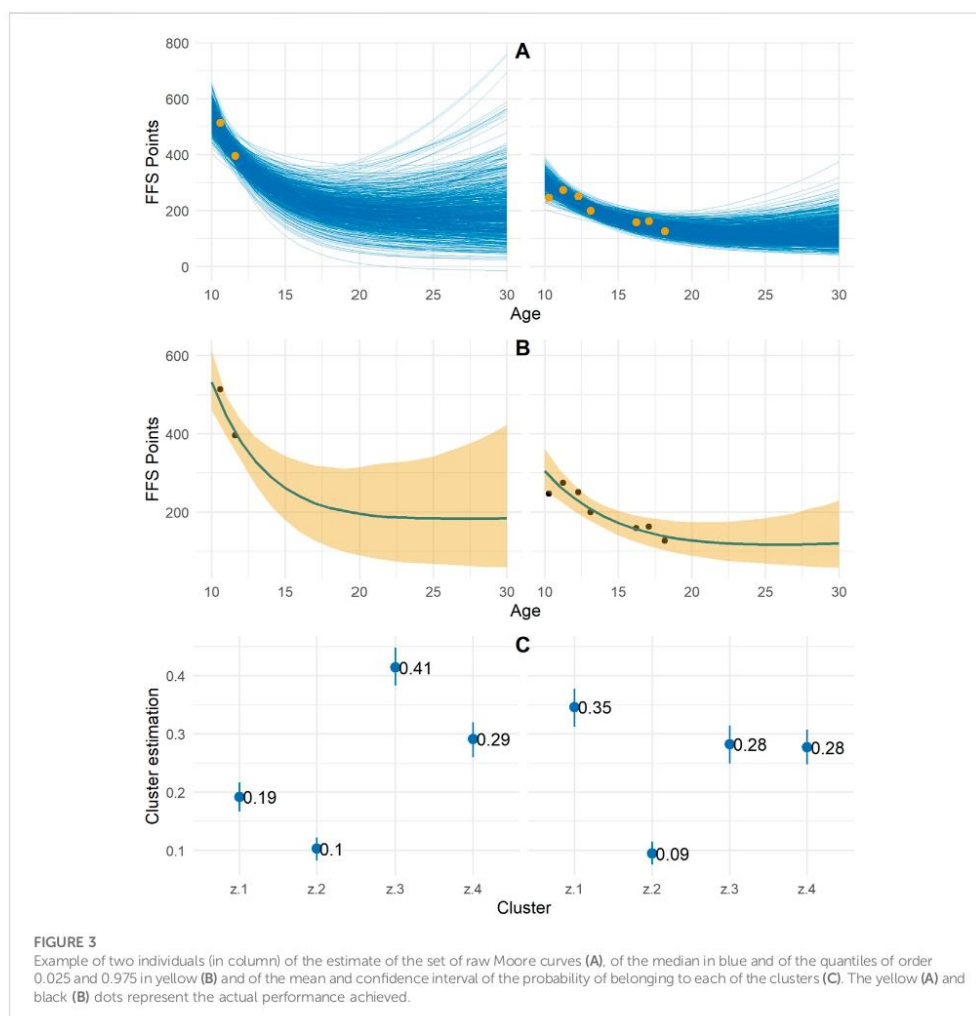 A
800
600
400
200
0
FFS Points
10 15 20 25 30 10 15 20 25 30
Age
B
600
400
200
FFS Points
10 15 20 25 30 10 15 20 25 30
Age
C
0.4
0.3
0.2
0.1
Cluster estimation
0.19
0.1
0.41
0.29
0.35
0.09
0.28
0.28
z.1 z.2 z.3 z.4 z.1 z.2 z.3 z.4
Cluster
FIGURE 3
Example of two individuals (in column) of the estimate of the set of raw Moore curves (A), of the median in blue and of the quantiles of order
0.025 and 0.975 in yellow (B) and of the mean and confidence interval of the probability of belonging to each of the clusters (C). The yellow (A) and
black (B) dots represent the actual performance achieved.